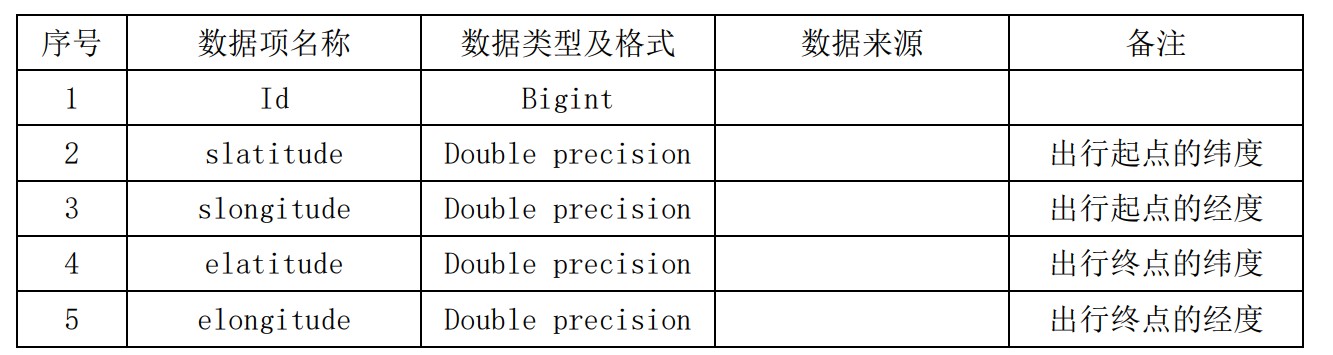 序号 数据项名称 数据类型及格式 数据来源 备注
1 Id Bigint
2 slatitude Double precision 出行起点的纬度
3 slongitude Double precision 出行起点的经度
4 elatitude Double precision 出行终点的纬度
5 elongitude Double precision 出行终点的经度